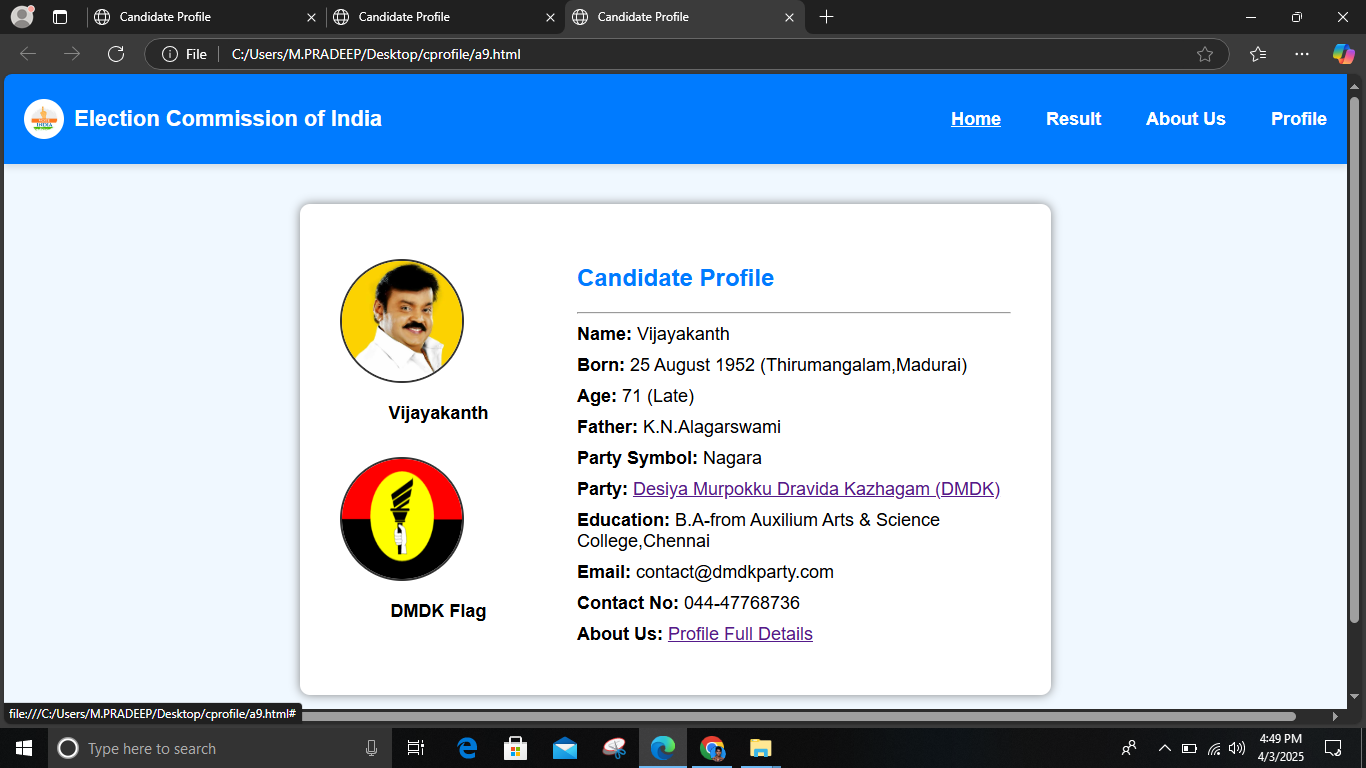 Candidate Profile
Candidate Profile
Candidate Profile
File
C:/Users/M.PRADEEP/Desktop/cprofile/a9.html
INDIA
Election Commission of India
Home
Result
About Us
Profile
Vijayakanth
DMDK Flag
Candidate Profile
Name: Vijayakanth
Born: 25 August 1952 (Thirumangalam,Madurai)
Age: 71 (Late)
Father: K.N.Alagarswami
Party Symbol: Nagara
Party: Desiya Murpokku Dravida Kazhagam (DMDK)
Education: B.A-from Auxilium Arts & Science
College,Chennai
Email: contact@dmdkparty.com
Contact No: 044-47768736
About Us: Profile Full Details
file:///C:/Users/M.PRADEEP/Desktop/cprofile/a9.html#
Type here to search
4:49 PM
4/3/2025